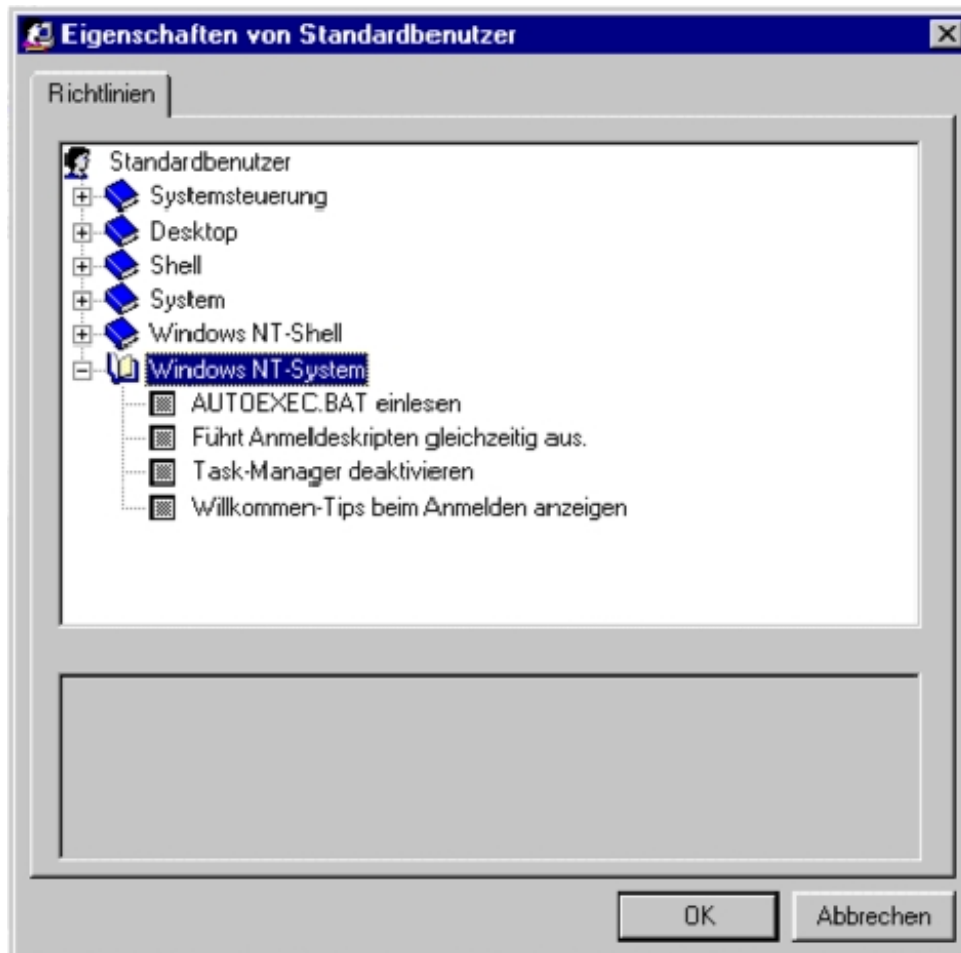 Eigenschaften von Standardbenutzer
Richtlinien
Standardbenutzer
Systemsteuerung
Desktop
Shell
System
Windows NT-Shell
Windows NT-System
AUTOEXEC.BAT einlesen
Führt Anmeldeskripten gleichzeitig aus.
Task-Manager deaktivieren
Willkommen-Tips beim Anmelden anzeigen
OK Abbrechen